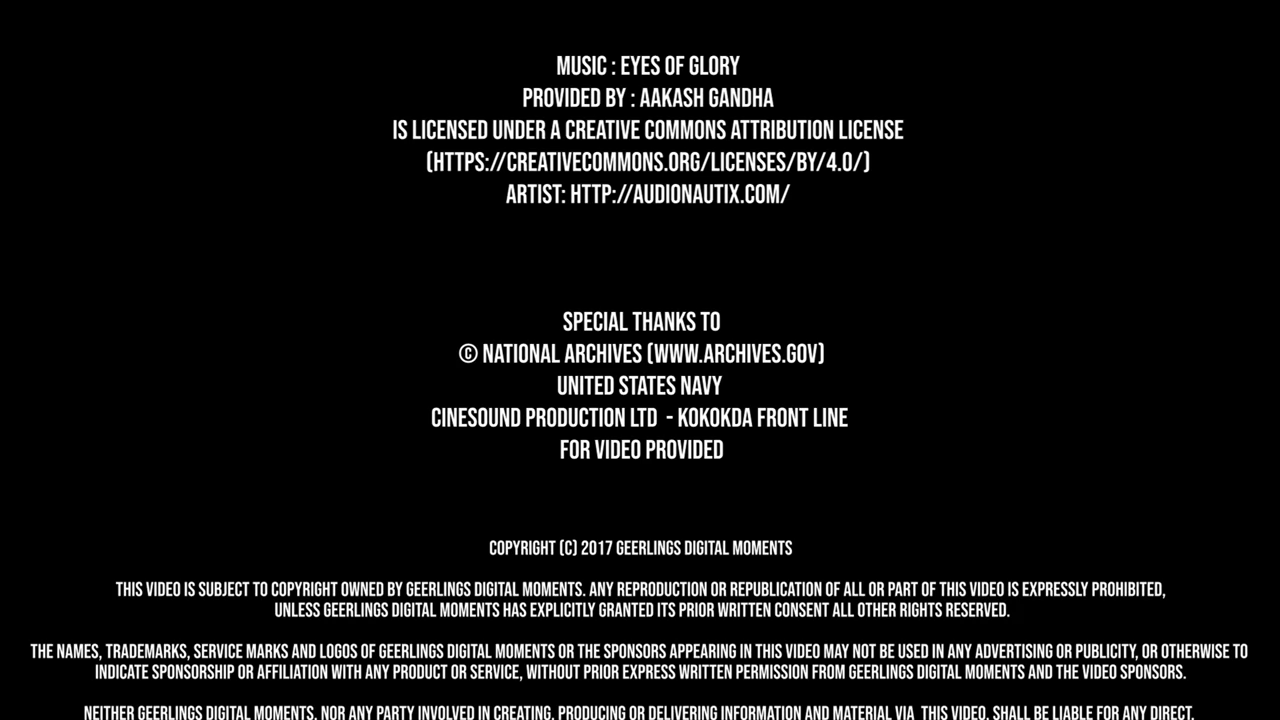 MUSIC : EYES OF GLORY
PROVIDED BY : AAKASH GANDHA
IS LICENSED UNDER A CREATIVE COMMONS ATTRIBUTION LICENSE
(HTTPS://CREATIVECOMMONS.ORG/LICENSES/BY/4.0/)
ARTIST: HTTP://AUDIONAUTIX.COM/
SPECIAL THANKS TO
© NATIONAL ARCHIVES (WWW.ARCHIVES.GOV)
UNITED STATES NAVY
CINESOUND PRODUCTION LTD - KOKOKDA FRONT LINE
FOR VIDEO PROVIDED
COPYRIGHT (C) 2017 GEERLINGS DIGITAL MOMENTS
THIS VIDEO IS SUBJECT TO COPYRIGHT OWNED BY GEERLINGS DIGITAL MOMENTS. ANY REPRODUCTION OR REPUBLICATION OF ALL OR PART OF THIS VIDEO IS EXPRESSLY PROHIBITED,
UNLESS GEERLINGS DIGITAL MOMENTS HAS EXPLICITLY GRANTED ITS PRIOR WRITTEN CONSENT ALL OTHER RIGHTS RESERVED.
THE NAMES, TRADEMARKS, SERVICE MARKS AND LOGOS OF GEERLINGS DIGITAL MOMENTS OR THE SPONSORS APPEARING IN THIS VIDEO MAY NOT BE USED IN ANY ADVERTISING OR PUBLICITY, OR OTHERWISE TO
INDICATE SPONSORSHIP OR AFFILIATION WITH ANY PRODUCT OR SERVICE, WITHOUT PRIOR EXPRESS WRITTEN PERMISSION FROM GEERLINGS DIGITAL MOMENTS AND THE VIDEO SPONSORS.
NEITHER GEERLINGS DIGITAL MOMENTS, NOR ANY PARTY INVOLVED IN CREATING, PRODUCING OR DELIVERING INFORMATION AND MATERIAL VIA THIS VIDEO, SHALL BE LIABLE FOR ANY DIRECT,